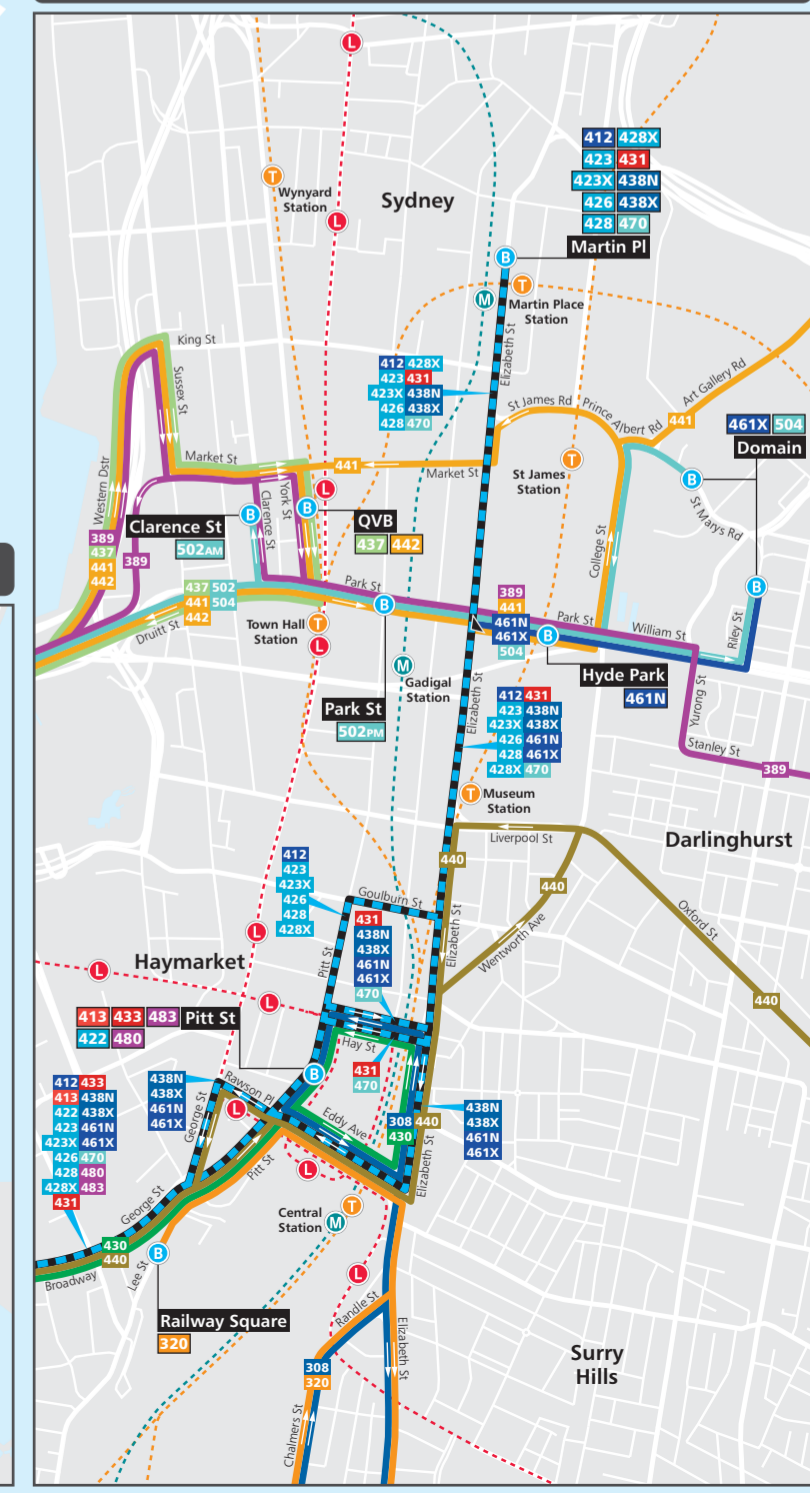 L
412 428X
423 431
423X 438N
426 438X
428 470
Martin Pl
T
Wynyard
Station
Sydney
L
B
M
T
Martin Place
Station
King St
Sussex St
Elizabeth St
412 428X
423 431
423X 438N
426 438X
428 470
St James Rd
Prince Albert Rd
Art Gallery Rd
441
461X 504
Domain
Market St
441
Market St
St James
Station
T
B
St Marys Rd
Western Dstr
York St
L
Clarence St
B
Clarence St
502AM
B
QVB
437 442
College St
389
437
441
442
389
437 502
441 504
442
Druitt St
Park St
B
Town Hall
Station
T
L
389
441
461N
461X
504
Park St
B
William St
Riley St
B
M
Gadigal
Station
Hyde Park
461N
Park St
502PM
Elizabeth St
412 431
423 438N
423X 438X
426 461N
428 461X
428X 470
Yurong St
Stanley St
389
T
Museum
Station
Liverpool St
Darlinghurst
440
440
412
423
423X
426
428
428X
Goulburn St
431
438N
438X
461N
461X
470
Pitt St
Elizabeth St
Wentworth Ave
Oxford St
440
L
Haymarket
L
L
413 433 483
422 480
Pitt St
Hay St
B
431
470
412 433
413 438N
422 438X
423 461N
423X 461X
426 470
428 480
428X 483
431
438N
438X
461N
461X
George St
Rawson Pl
L
Eddy Ave
308
430
440
438N
438X
461N
461X
Elizabeth St
Pitt St
L
George St
Central
Station
M
T
430
440
Broadway
Lee St
B
L
Railway Square
320
Randle St
Elizabeth St
Surry
Hills
308
320
Chalmers St